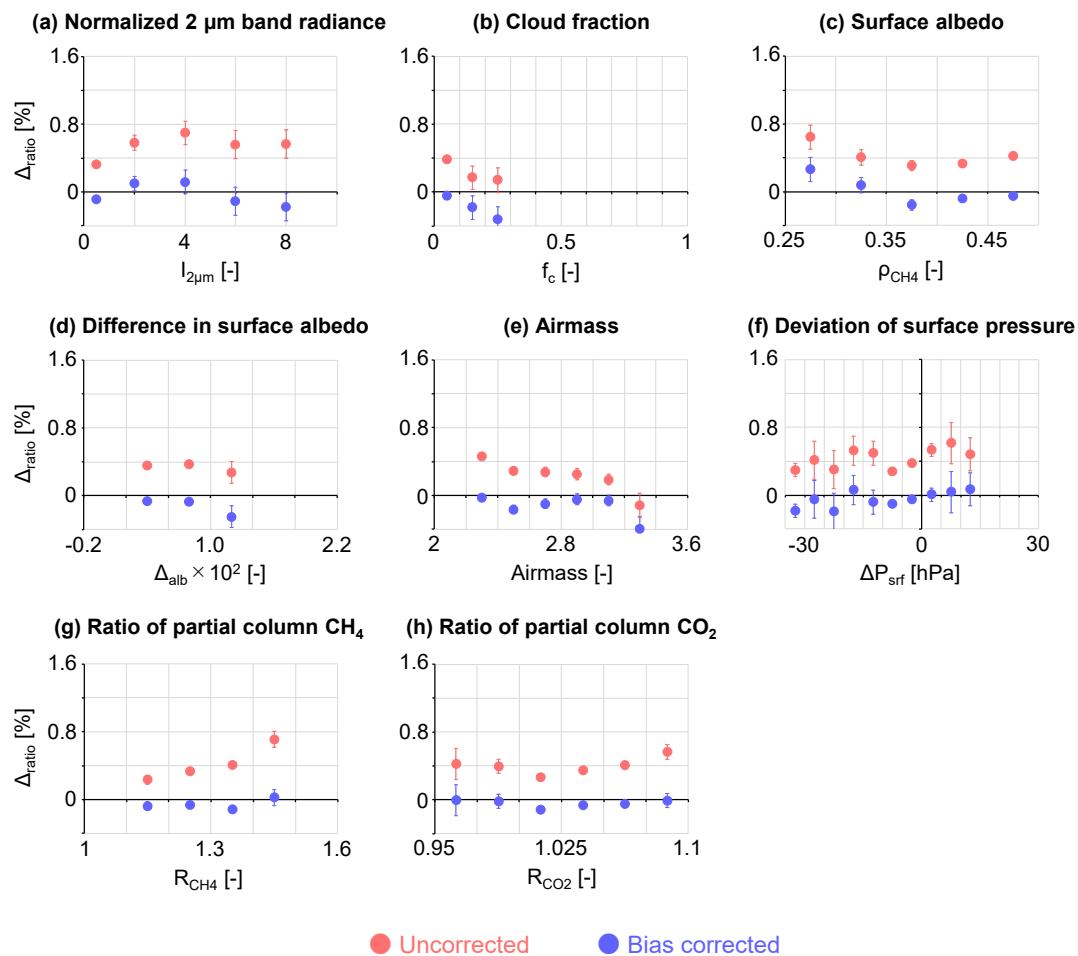 (a) Normalized 2 µm band radiance
(b) Cloud fraction
(c) Surface albedo
Δratio [%]
1.6
0.8
0
0 4 8
I2µm [-]
0 0.5 1
fc [-]
1.6
0.8
0
0.25 0.35 0.45
ρCH4 [-]
(d) Difference in surface albedo
(e) Airmass
(f) Deviation of surface pressure
Δratio [%]
1.6
0.8
0
-0.2 1.0 2.2
Δalb × 10² [-]
1.6
0.8
0
2 2.8 3.6
Airmass [-]
1.6
0.8
0
-30 0 30
ΔPsrf [hPa]
(g) Ratio of partial column CH4
(h) Ratio of partial column CO2
Δratio [%]
1.6
0.8
0
1 1.3 1.6
RCH4 [-]
1.6
0.8
0
0.95 1.025 1.1
RCO2 [-]
Uncorrected
Bias corrected